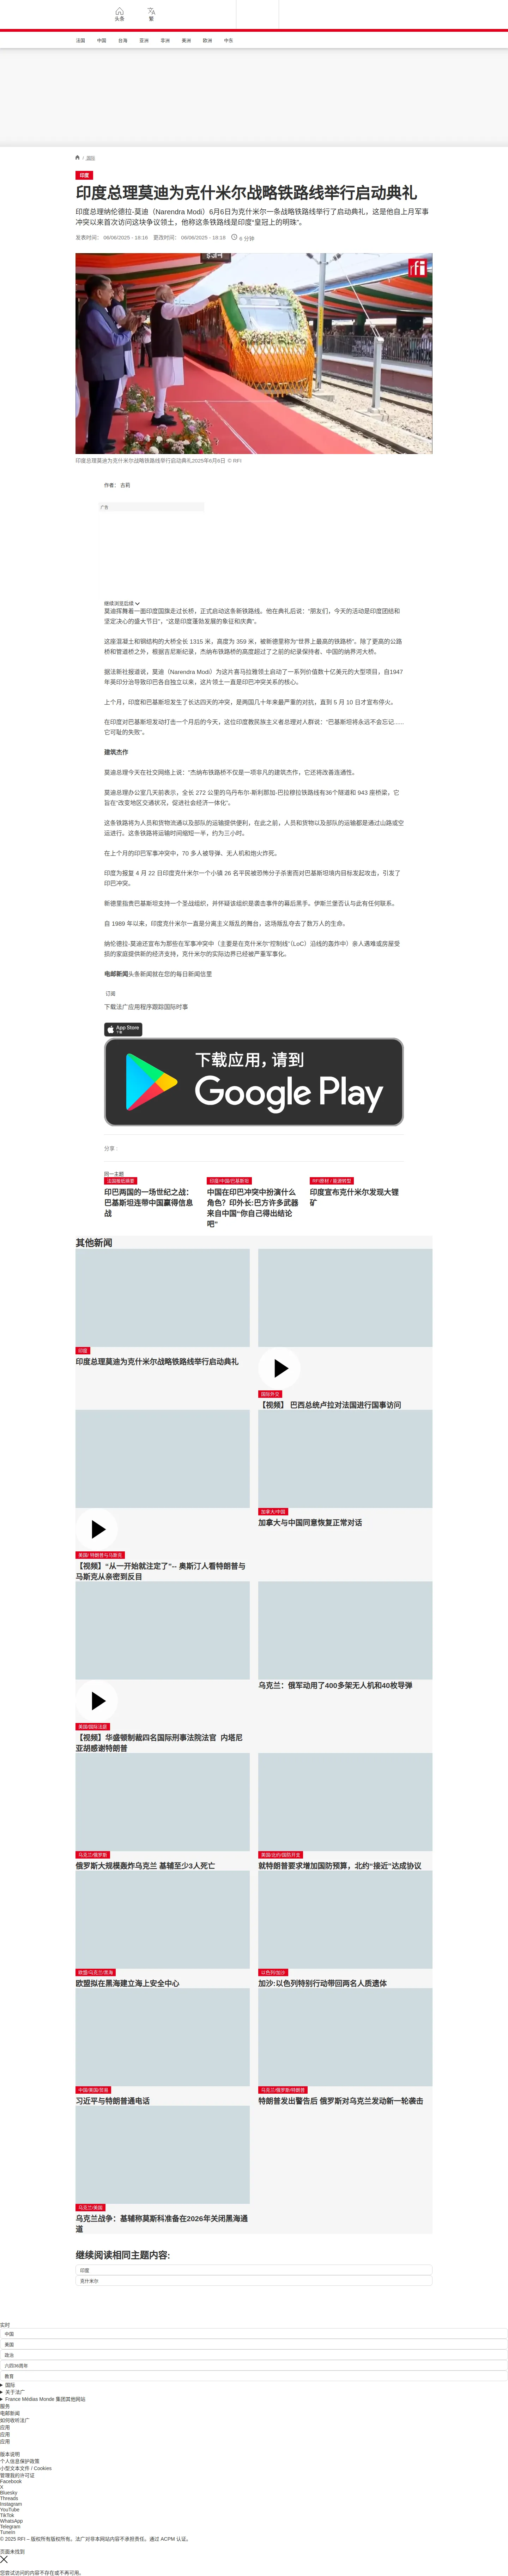 头条
繁
法国
中国
台海
亚洲
非洲
美洲
欧洲
中东
/ 国际
印度
印度总理莫迪为克什米尔战略铁路线举行启动典礼
印度总理纳伦德拉-莫迪（Narendra Modi）6月6日为克什米尔一条战略铁路线举行了启动典礼，这是他自上月军事
冲突以来首次访问这块争议领土，他称这条铁路线是印度“皇冠上的明珠”。
发表时间： 06/06/2025 - 18:16 更改时间： 06/06/2025 - 18:18 6 分钟
rfi
印度总理莫迪为克什米尔战略铁路线举行启动典礼2025年6月6日 © RFI
作者： 古莉
广告
继续浏览后续
莫迪挥舞着一面印度国旗走过长桥，正式启动这条新铁路线。他在典礼后说：“朋友们，今天的活动是印度团结和
坚定决心的盛大节日”，“这是印度蓬勃发展的象征和庆典”。
这座混凝土和钢结构的大桥全长 1315 米，高度为 359 米，被新德里称为“世界上最高的铁路桥”。除了更高的公路
桥和管道桥之外，根据吉尼斯纪录，杰纳布铁路桥的高度超过了之前的纪录保持者、中国的纳界河大桥。
据法新社报道说，莫迪（Narendra Modi）为这片喜马拉雅领土启动了一系列价值数十亿美元的大型项目，自1947
年英印分治导致印巴各自独立以来，这片领土一直是印巴冲突关系的核心。
上个月，印度和巴基斯坦发生了长达四天的冲突，是两国几十年来最严重的对抗，直到 5 月 10 日才宣布停火。
在印度对巴基斯坦发动打击一个月后的今天，这位印度教民族主义者总理对人群说：“巴基斯坦将永远不会忘记......
它可耻的失败”。
建筑杰作
莫迪总理今天在社交网络上说：“杰纳布铁路桥不仅是一项非凡的建筑杰作，它还将改善连通性。
莫迪总理办公室几天前表示，全长 272 公里的乌丹布尔-斯利那加-巴拉穆拉铁路线有36个隧道和 943 座桥梁，它
旨在“改变地区交通状况，促进社会经济一体化”。
这条铁路将为人员和货物流通以及部队的运输提供便利，在此之前，人员和货物以及部队的运输都是通过山路或空
运进行。这条铁路将运输时间缩短一半，约为三小时。
在上个月的印巴军事冲突中，70 多人被导弹、无人机和炮火炸死。
印度为报复 4 月 22 日印度克什米尔一个小镇 26 名平民被恐怖分子杀害而对巴基斯坦境内目标发起攻击，引发了
印巴冲突。
新德里指责巴基斯坦支持一个圣战组织，并怀疑该组织是袭击事件的幕后黑手。伊斯兰堡否认与此有任何联系。
自 1989 年以来，印度克什米尔一直是分离主义叛乱的舞台，这场叛乱夺去了数万人的生命。
纳伦德拉-莫迪还宣布为那些在军事冲突中（主要是在克什米尔“控制线”（LoC）沿线的轰炸中）亲人遇难或房屋受
损的家庭提供新的经济支持，克什米尔的实际边界已经被严重军事化。
电邮新闻头条新闻就在您的每日新闻信里
订阅
下载法广应用程序跟踪国际时事
App Store
下载
下载应用，请到
Google Play
分享 :
同一主题
法国报纸摘要
印巴两国的一场世纪之战：
巴基斯坦连带中国赢得信息
战
印度/中国/巴基斯坦
中国在印巴冲突中扮演什么
角色？ 印外长:巴方许多武器
来自中国“你自己得出结论
吧”
RFI原材 / 能源转型
印度宣布克什米尔发现大锂
矿
其他新闻
印度
印度总理莫迪为克什米尔战略铁路线举行启动典礼
国际外交
【视频】 巴西总统卢拉对法国进行国事访问
美国/ 特朗普与马斯克
【视频】“从一开始就注定了”-- 奥斯汀人看特朗普与
马斯克从亲密到反目
加拿大/中国
加拿大与中国同意恢复正常对话
美国/国际法庭
【视频】华盛顿制裁四名国际刑事法院法官 内塔尼
亚胡感谢特朗普
乌克兰：俄军动用了400多架无人机和40枚导弹
乌克兰/俄罗斯
俄罗斯大规模轰炸乌克兰 基辅至少3人死亡
美国/北约/国防开支
就特朗普要求增加国防预算，北约“接近”达成协议
欧盟/乌克兰/黑海
欧盟拟在黑海建立海上安全中心
以色列/加沙
加沙:以色列特别行动带回两名人质遗体
中国/美国/贸易
习近平与特朗普通电话
乌克兰/俄罗斯/特朗普
特朗普发出警告后 俄罗斯对乌克兰发动新一轮袭击
乌克兰/美国
乌克兰战争：基辅称莫斯科准备在2026年关闭黑海通
道
继续阅读相同主题内容:
印度
克什米尔
实时
中国
美国
政治
六四36周年
教育
国际
关于法广
France Médias Monde 集团其他网站
服务
电邮新闻
如何收听法广
应用
应用
应用
版本说明
个人信息保护政策
小型文本文件 / Cookies
管理我的许可证
Facebook
X
Bluesky
Threads
Instagram
YouTube
TikTok
WhatsApp
Telegram
TuneIn
© 2025 RFI – 版权所有版权所有。法广对非本网站内容不承担责任。通过 ACPM 认证。
页面未找到
您尝试访问的内容不存在或不再可用。